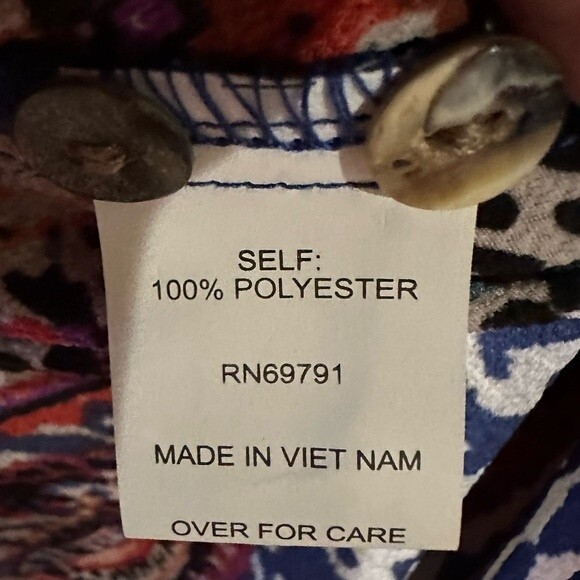 SELF:
100% POLYESTER
RN69791
MADE IN VIET NAM
OVER FOR CARE